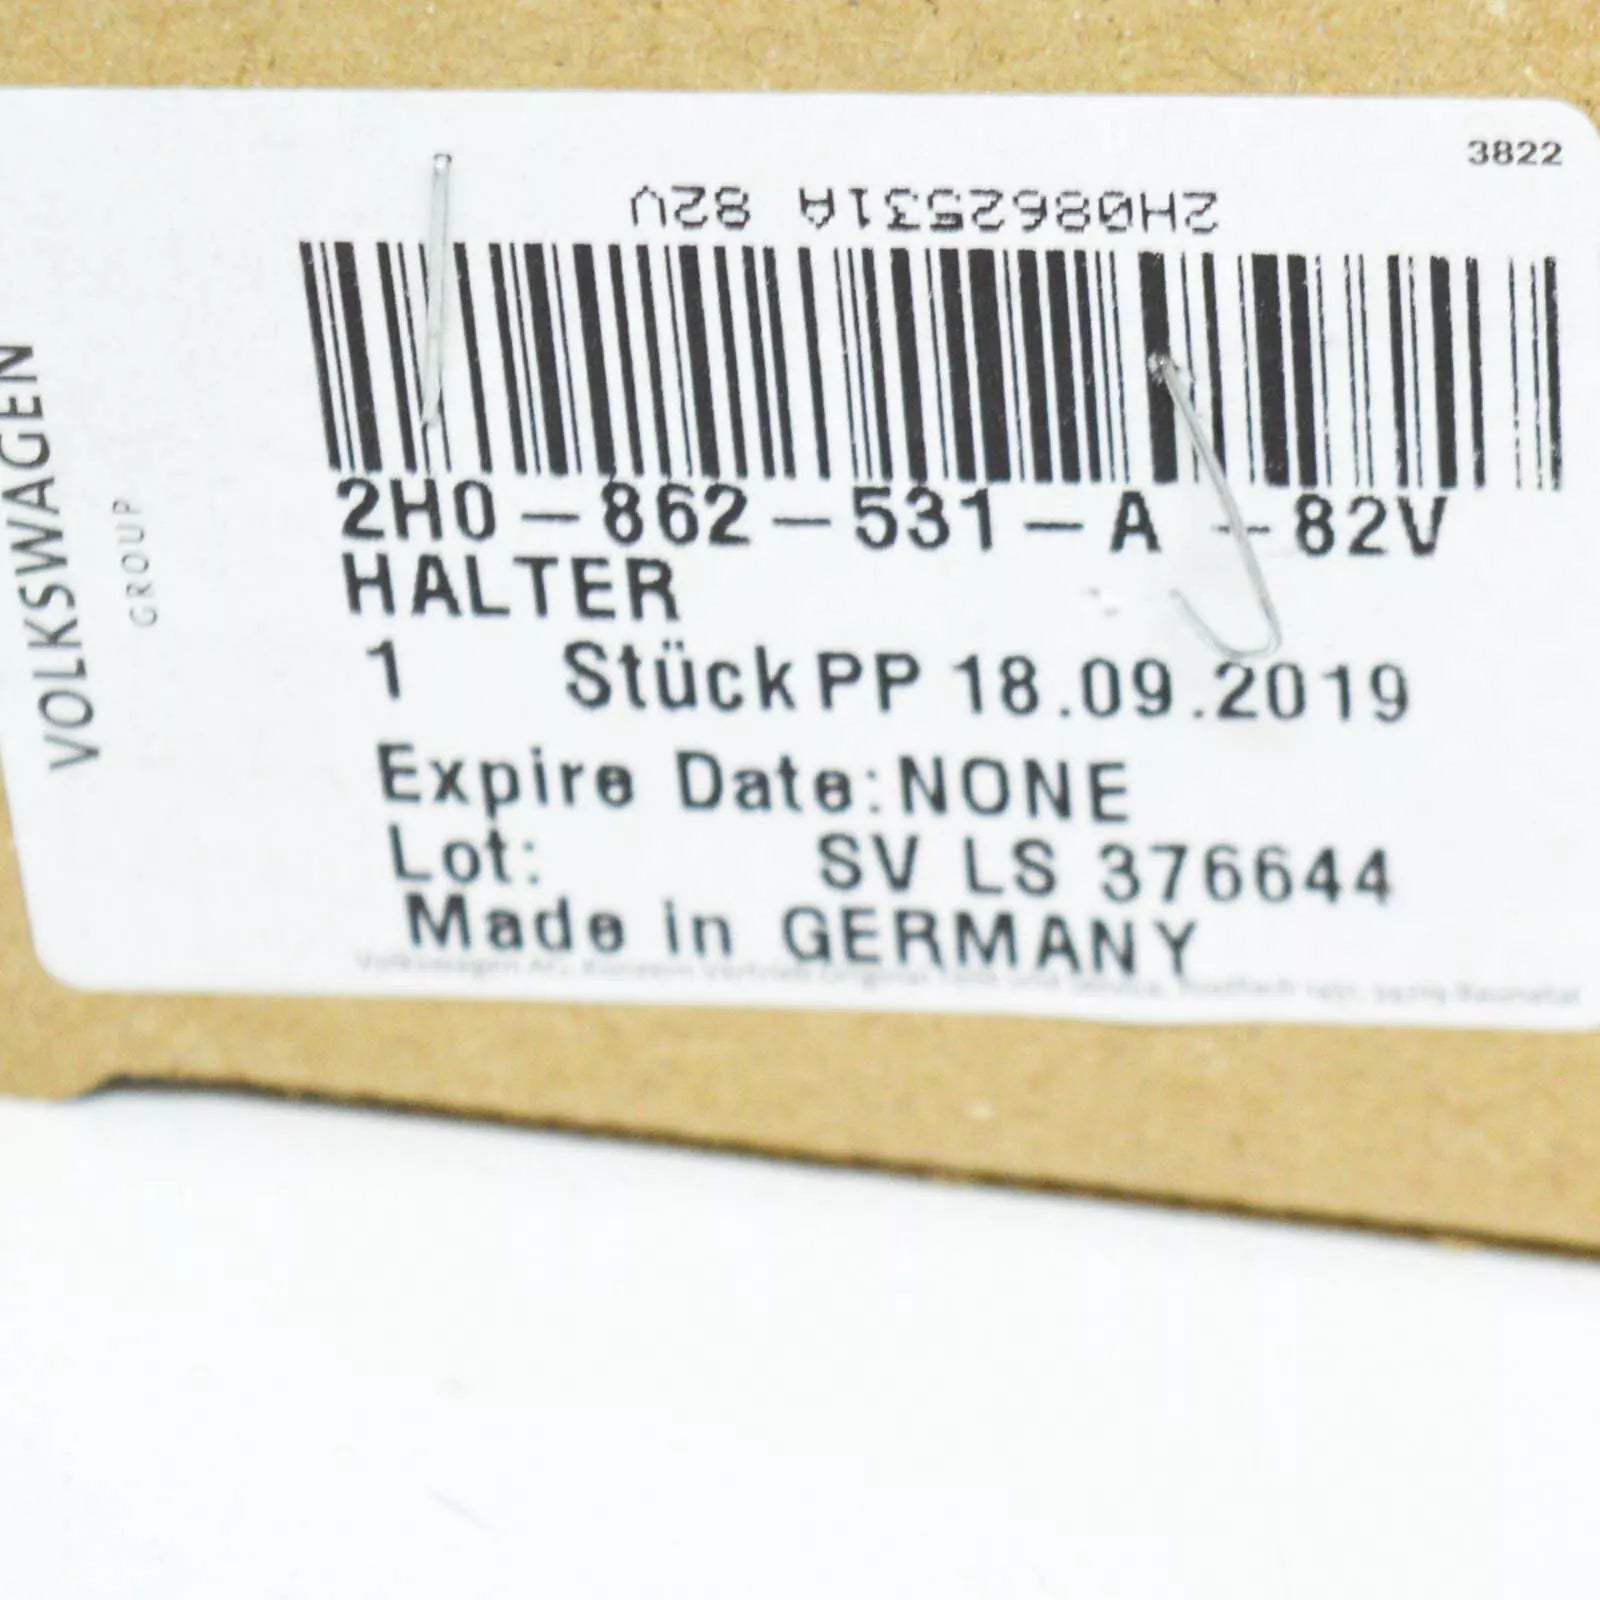 3822
2H0862531A 82V
2H0-862-531-A -82V
HALTER
1 Stück PP 18.09.2019
Expire Date:NONE
Lot: SV LS 376644
Made in GERMANY
VOLKSWAGEN
GROUP